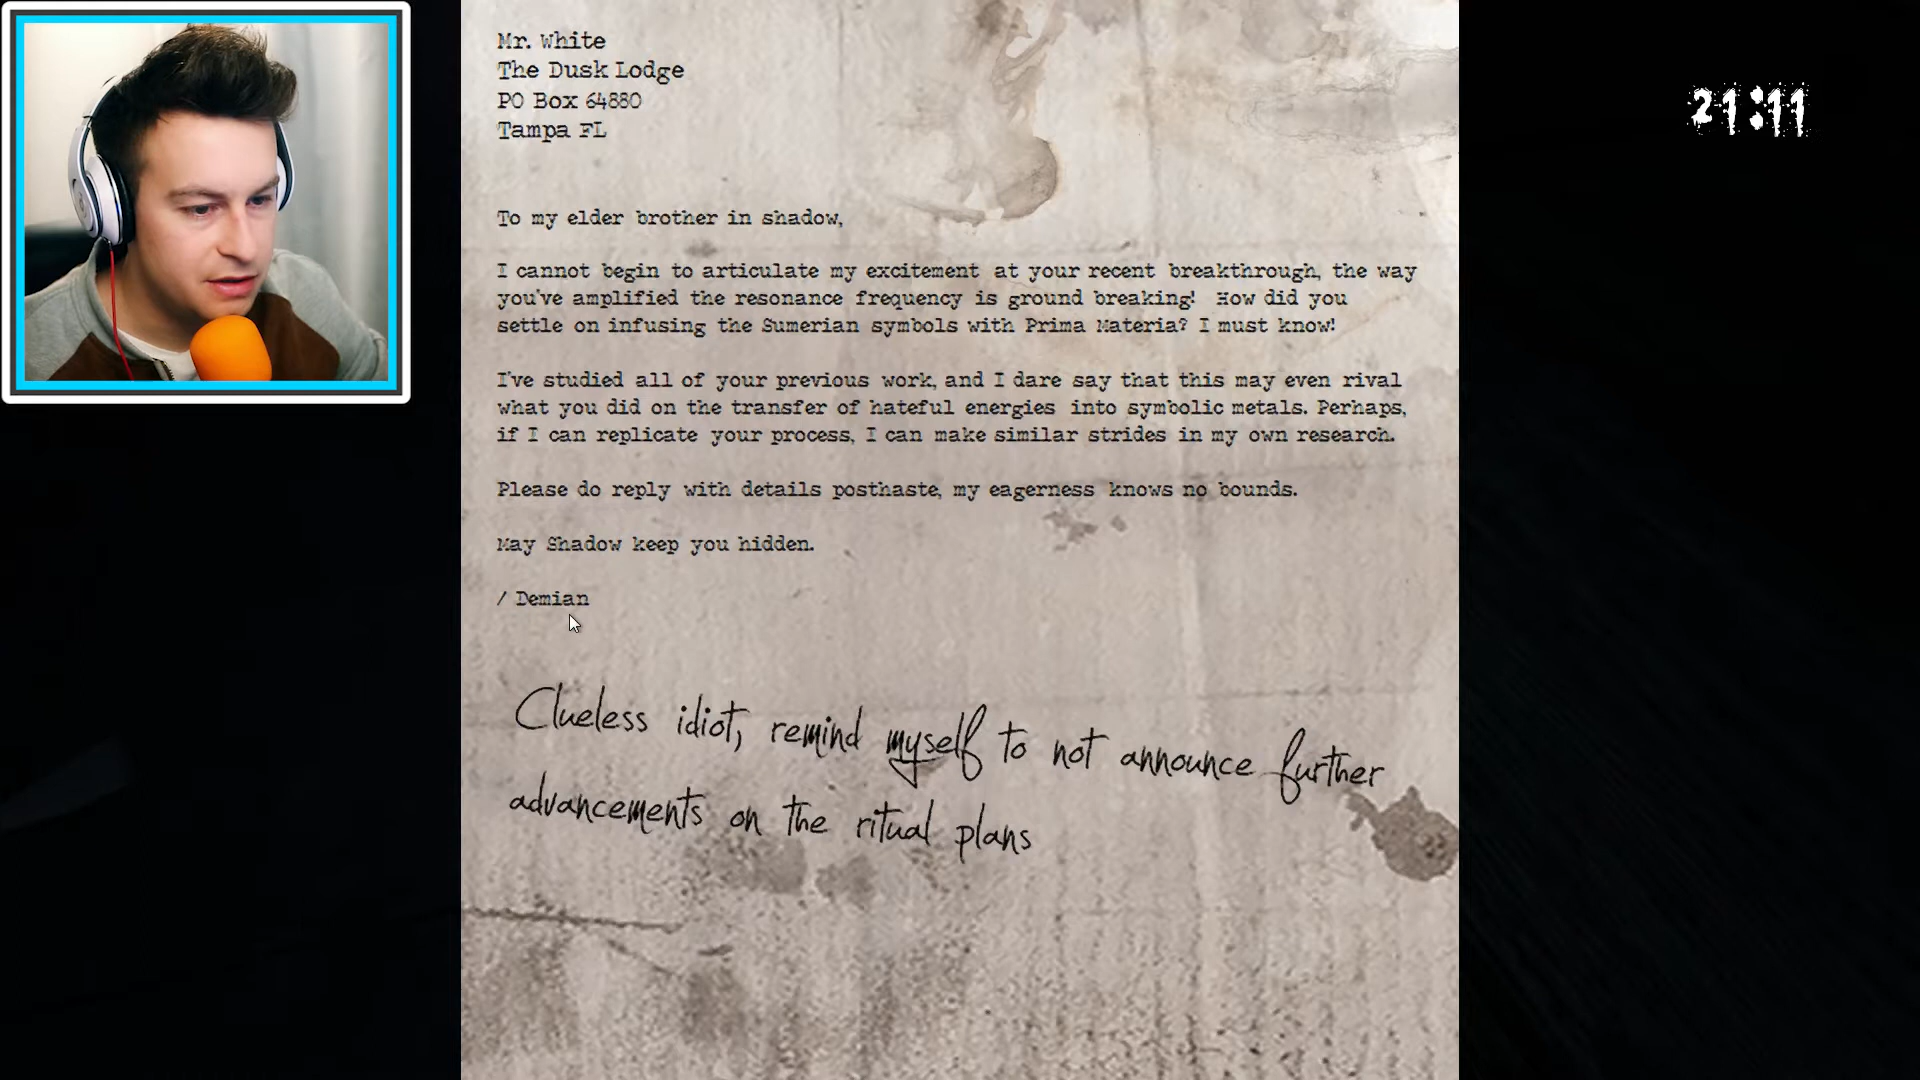 Mr. White
The Dusk Lodge
PO Box 64880
Tampa FL
21:11
To my elder brother in shadow,
I cannot begin to articulate my excitement at your recent breakthrough, the way
you've amplified the resonance frequency is ground breaking! How did you
settle on infusing the Sumerian symbols with Prima Materia? I must know!
I've studied all of your previous work, and I dare say that this may even rival
what you did on the transfer of hateful energies into symbolic metals. Perhaps,
if I can replicate your process, I can make similar strides in my own research.
Please do reply with details posthaste, my eagerness knows no bounds.
May Shadow keep you hidden.
/ Demian
Clueless idiot, remind myself to not announce further
advancements on the ritual plans